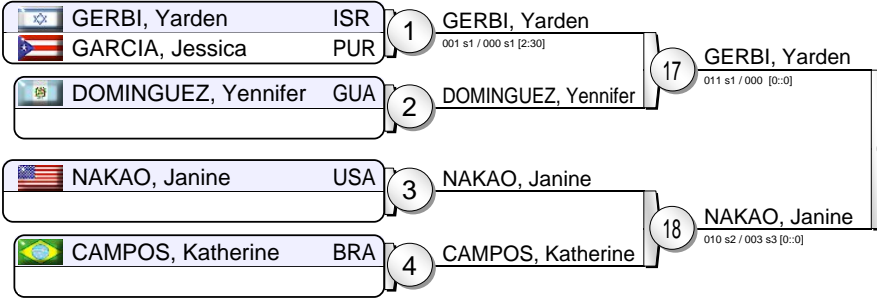 GERBI, Yarden ISR
GARCIA, Jessica PUR
1
GERBI, Yarden
001 s1 / 000 s1 [2:30]
DOMINGUEZ, Yennifer GUA
2
DOMINGUEZ, Yennifer
17
GERBI, Yarden
011 s1 / 000 [0::0]
NAKAO, Janine USA
3
NAKAO, Janine
CAMPOS, Katherine BRA
4
CAMPOS, Katherine
18
NAKAO, Janine
010 s2 / 003 s3 [0::0]